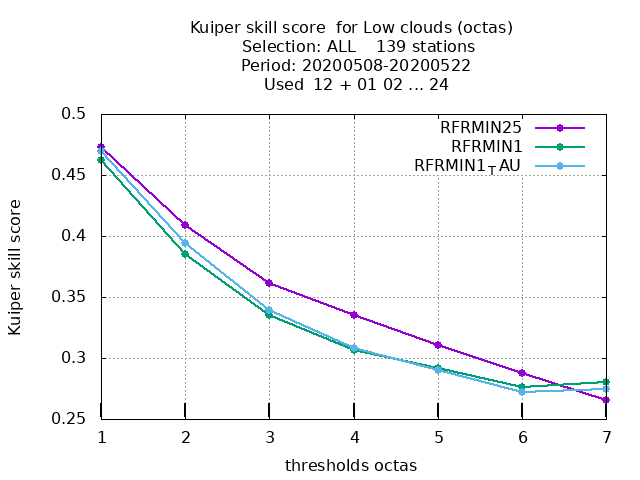 Kuiper skill score  for Low clouds (octas)
Selection: ALL    139 stations
Period: 20200508-20200522
Used  12 + 01 02 ... 24
0.5
0.45
0.4
0.35
0.3
0.25
Kuiper skill score
RFRMIN25
RFRMIN1
RFRMIN1TAU
1 2 3 4 5 6 7
thresholds octas